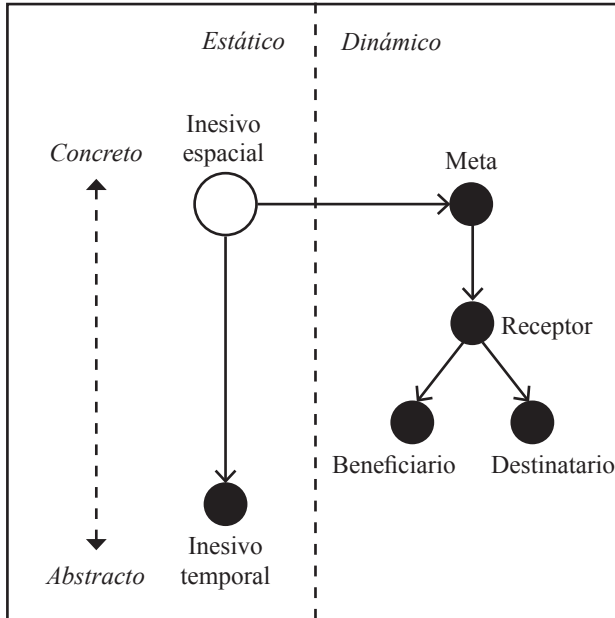 Estático
Dinámico
Inesivo
espacial
Concreto
Meta
Receptor
Beneficiario
Destinatario
Inesivo
temporal
Abstracto